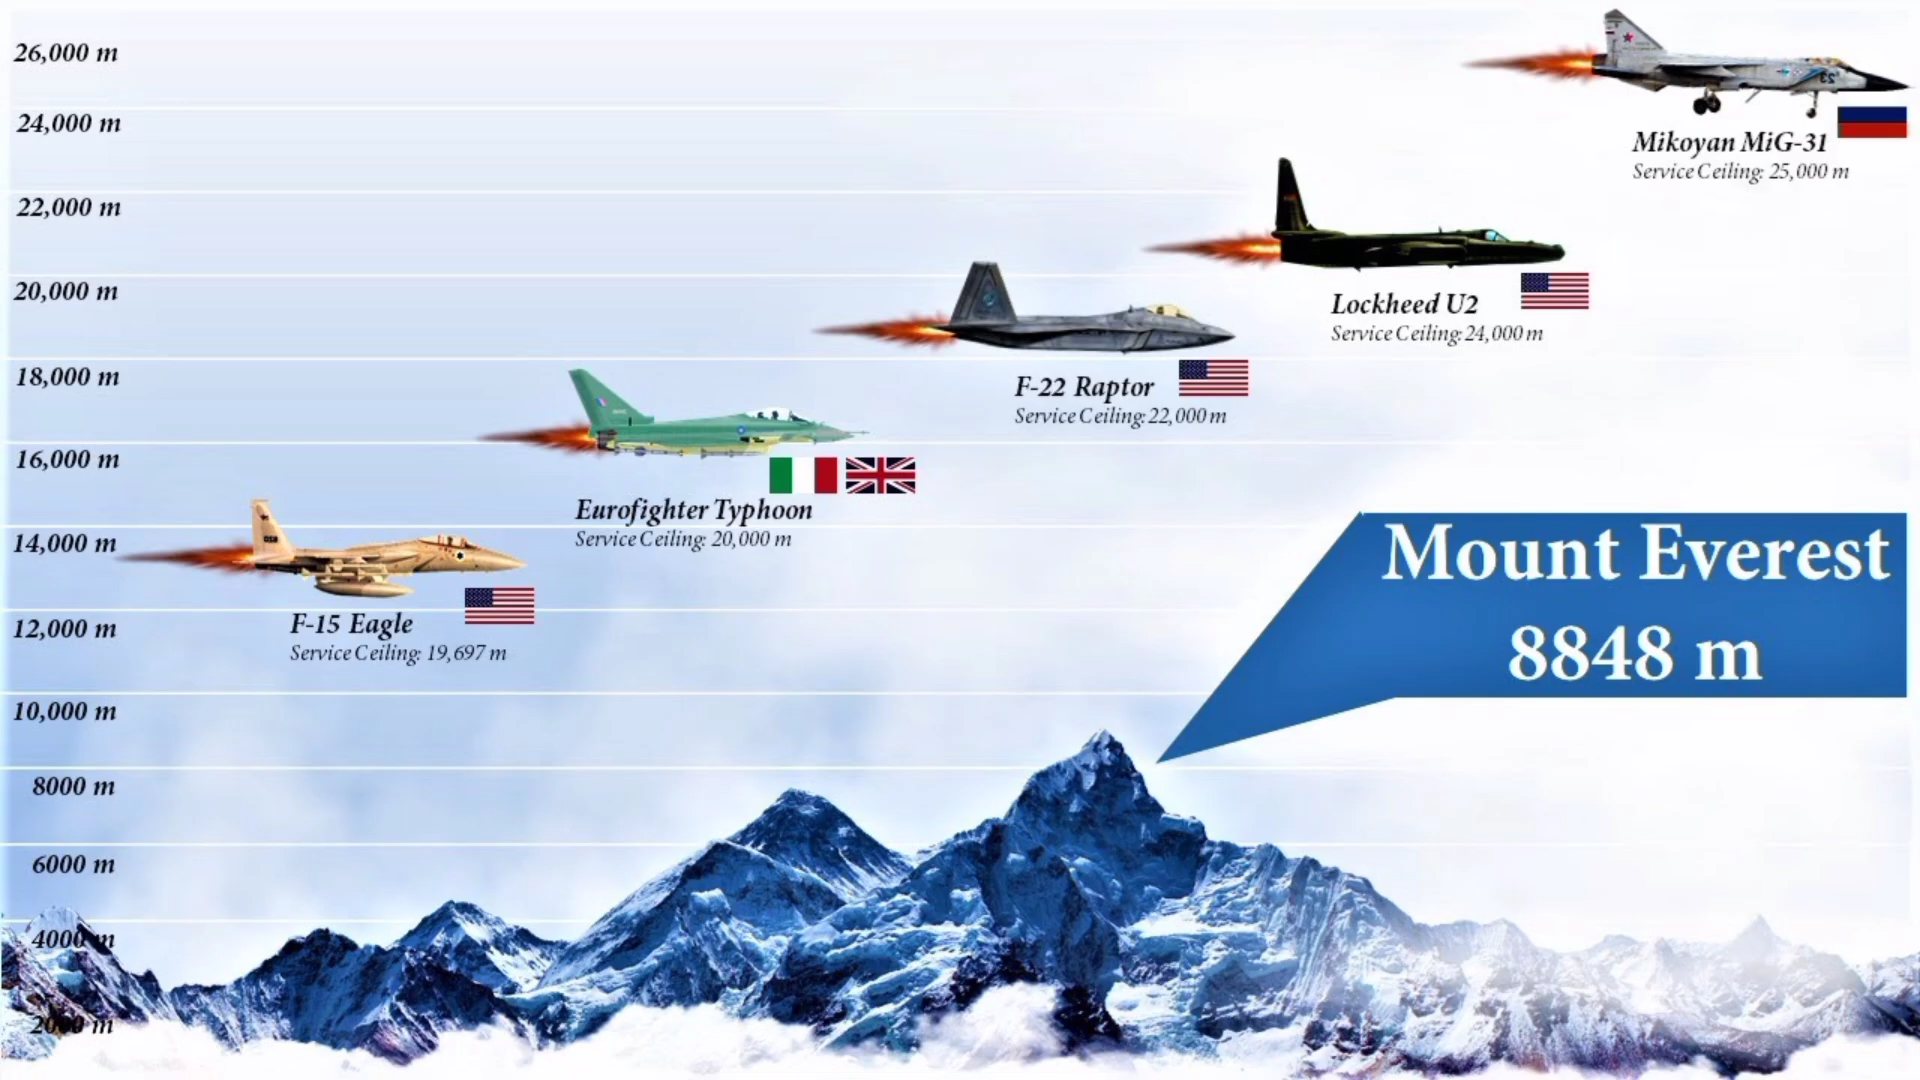 26,000 m
24,000 m
Mikoyan MiG-31
Service Ceiling: 25,000 m
22,000 m
20,000 m
Lockheed U2
Service Ceiling: 24,000 m
18,000 m
F-22 Raptor
Service Ceiling: 22,000 m
16,000 m
Eurofighter Typhoon
Service Ceiling: 20,000 m
14,000 m
Mount Everest
8848 m
12,000 m
F-15 Eagle
Service Ceiling: 19,697 m
10,000 m
8000 m
6000 m
4000 m
2000 m